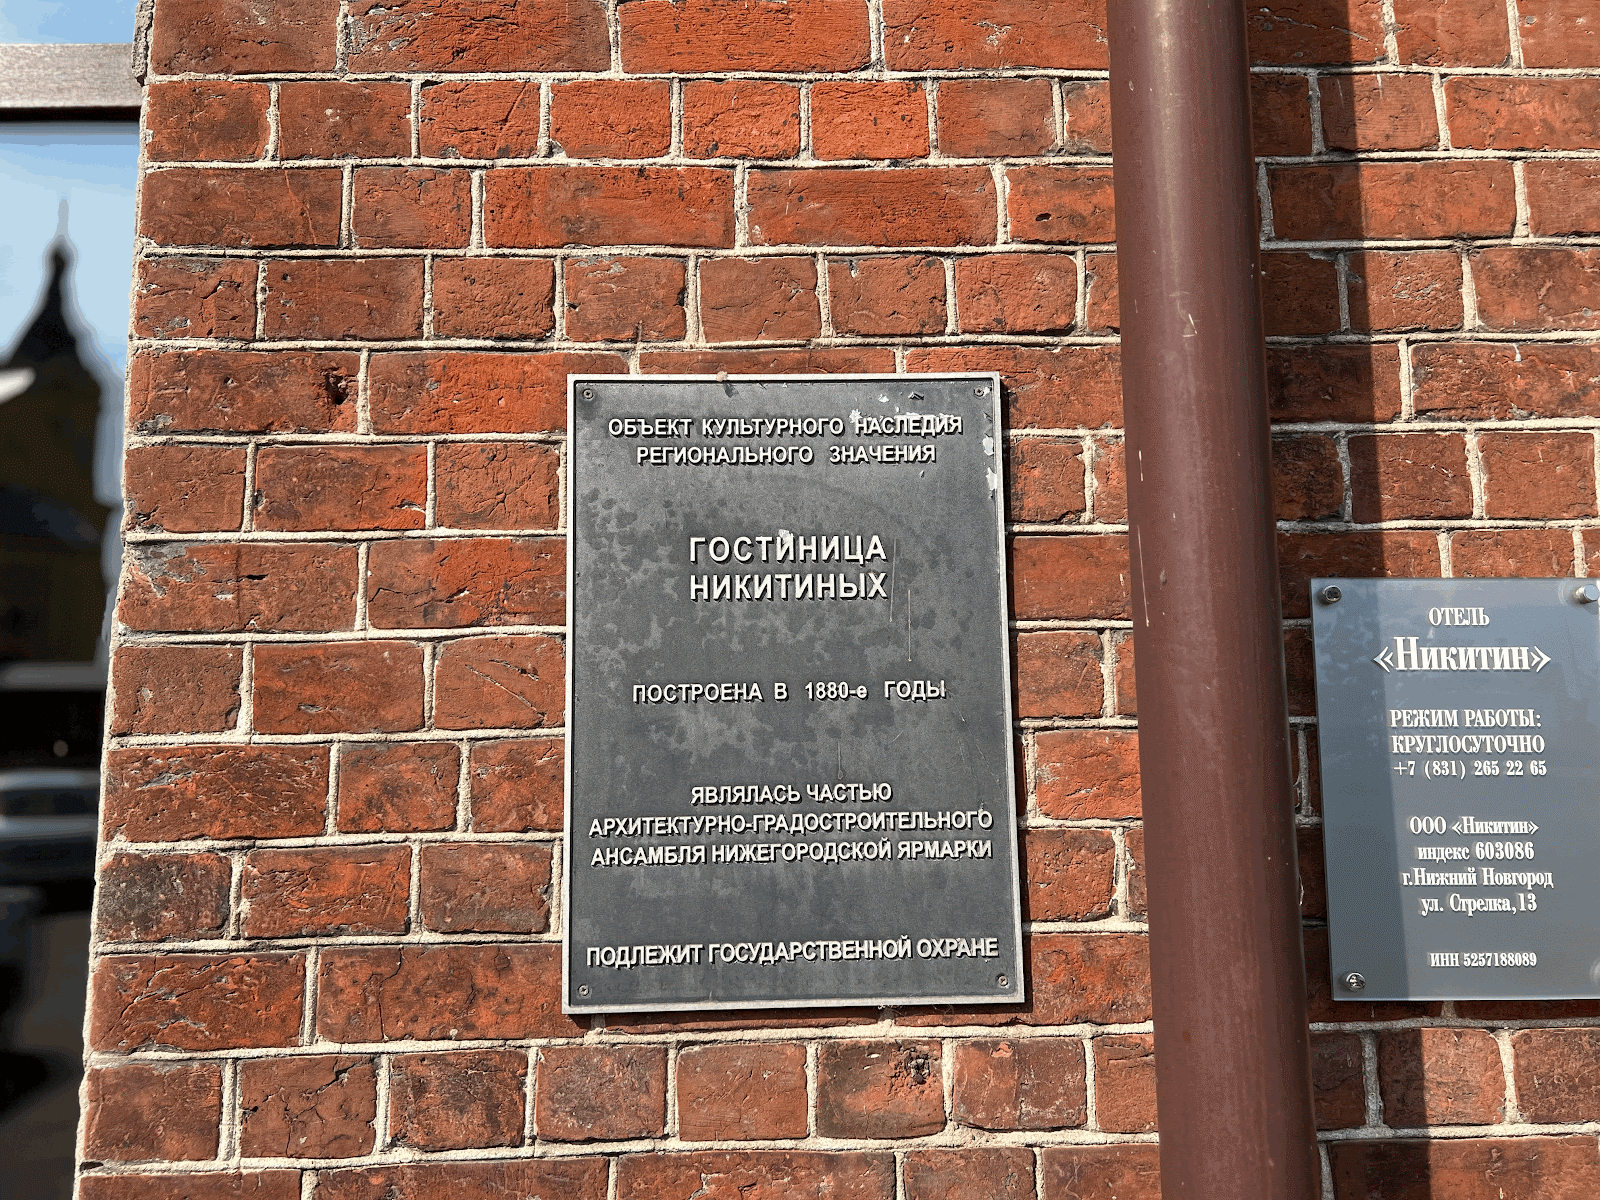 ОБЪЕКТ КУЛЬТУРНОГО НАСЛЕДИЯ
РЕГИОНАЛЬНОГО ЗНАЧЕНИЯ
ГОСТИНИЦА
НИКИТИНЫХ
ПОСТРОЕНА В 1880-е ГОДЫ
ЯВЛЯЛАСЬ ЧАСТЬЮ
АРХИТЕКТУРНО-ГРАДОСТРОИТЕЛЬНОГО
АНСАМБЛЯ НИЖЕГОРОДСКОЙ ЯРМАРКИ
ПОДЛЕЖИТ ГОСУДАРСТВЕННОЙ ОХРАНЕ
ОТЕЛЬ
«Никитин»
РЕЖИМ РАБОТЫ:
КРУГЛОСУТОЧНО
+7 (831) 265 22 65
ООО «Никитин»
индекс 603086
г.Нижний Новгород
ул. Стрелка,13
ИНН 5257188089